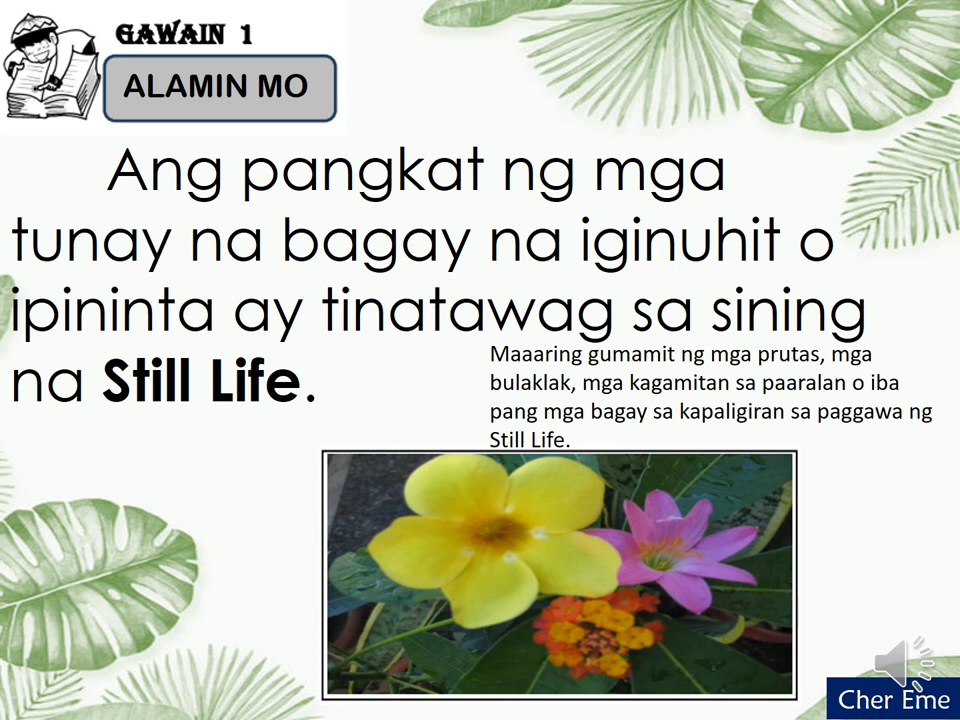 GAWAIN 1
ALAMIN MO
Ang pangkat ng mga
tunay na bagay na iginuhit o
ipininta ay tinatawag sa sining
na Still Life.
Maaaring gumamit ng mga prutas, mga
bulaklak, mga kagamitan sa paaralan o iba
pang mga bagay sa kapaligiran sa paggawa ng
Still Life.
Cher Eme